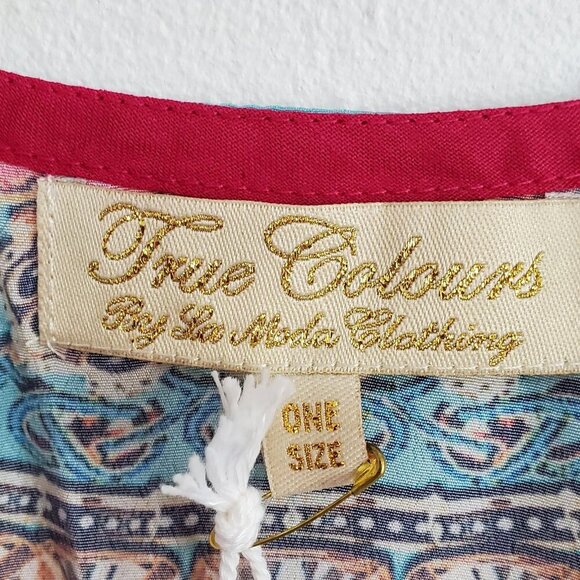 True Colours
By La Moda Clothing
ONE
SIZE